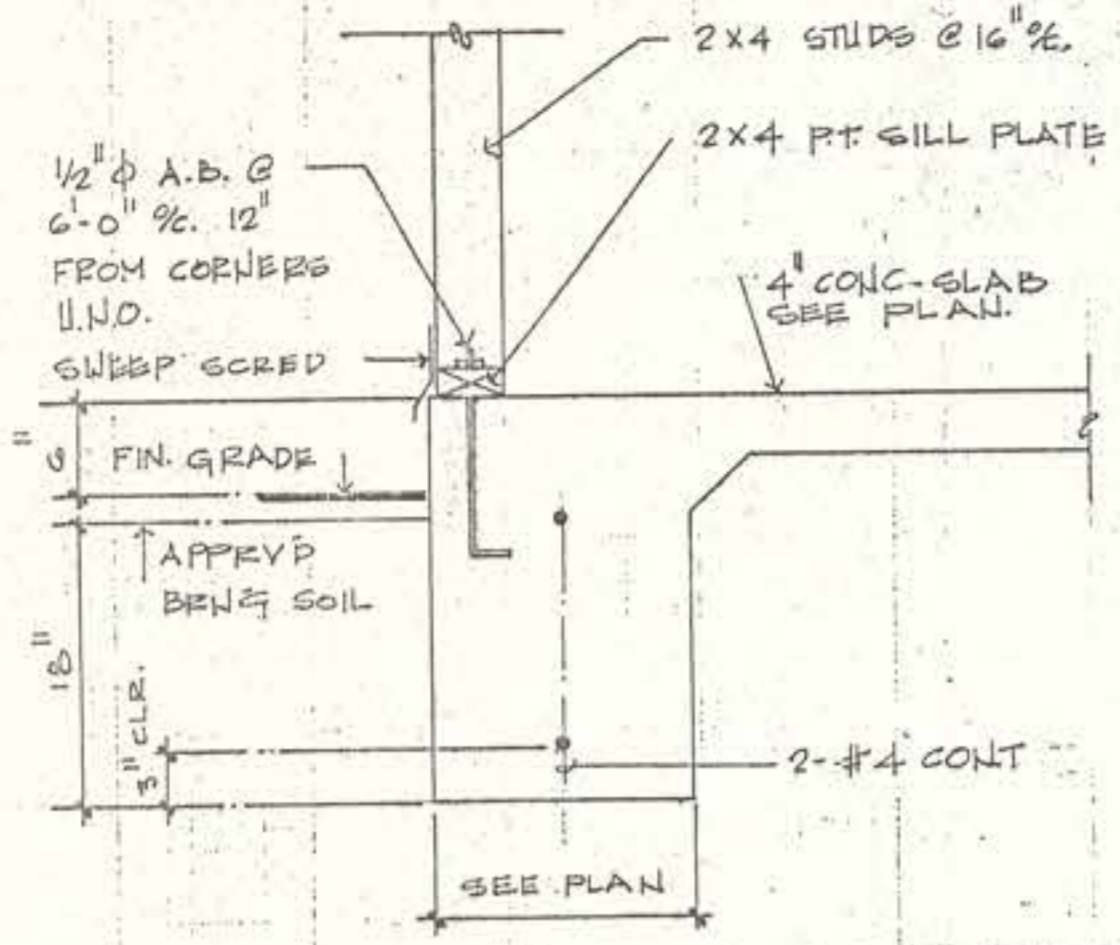 2X4 STUDS @ 16" O/C.
2X4 P.T. SILL PLATE
1/2" Φ A.B. @
6'-0" O/C. 12"
FROM CORNERS
U.N.O.
SWEEP SCRED
4" CONC-SLAB
SEE PLAN.
6"
FIN. GRADE
APPRV'D
BRNG SOIL
18"
3" CLR.
2-#4 CONT
SEE PLAN